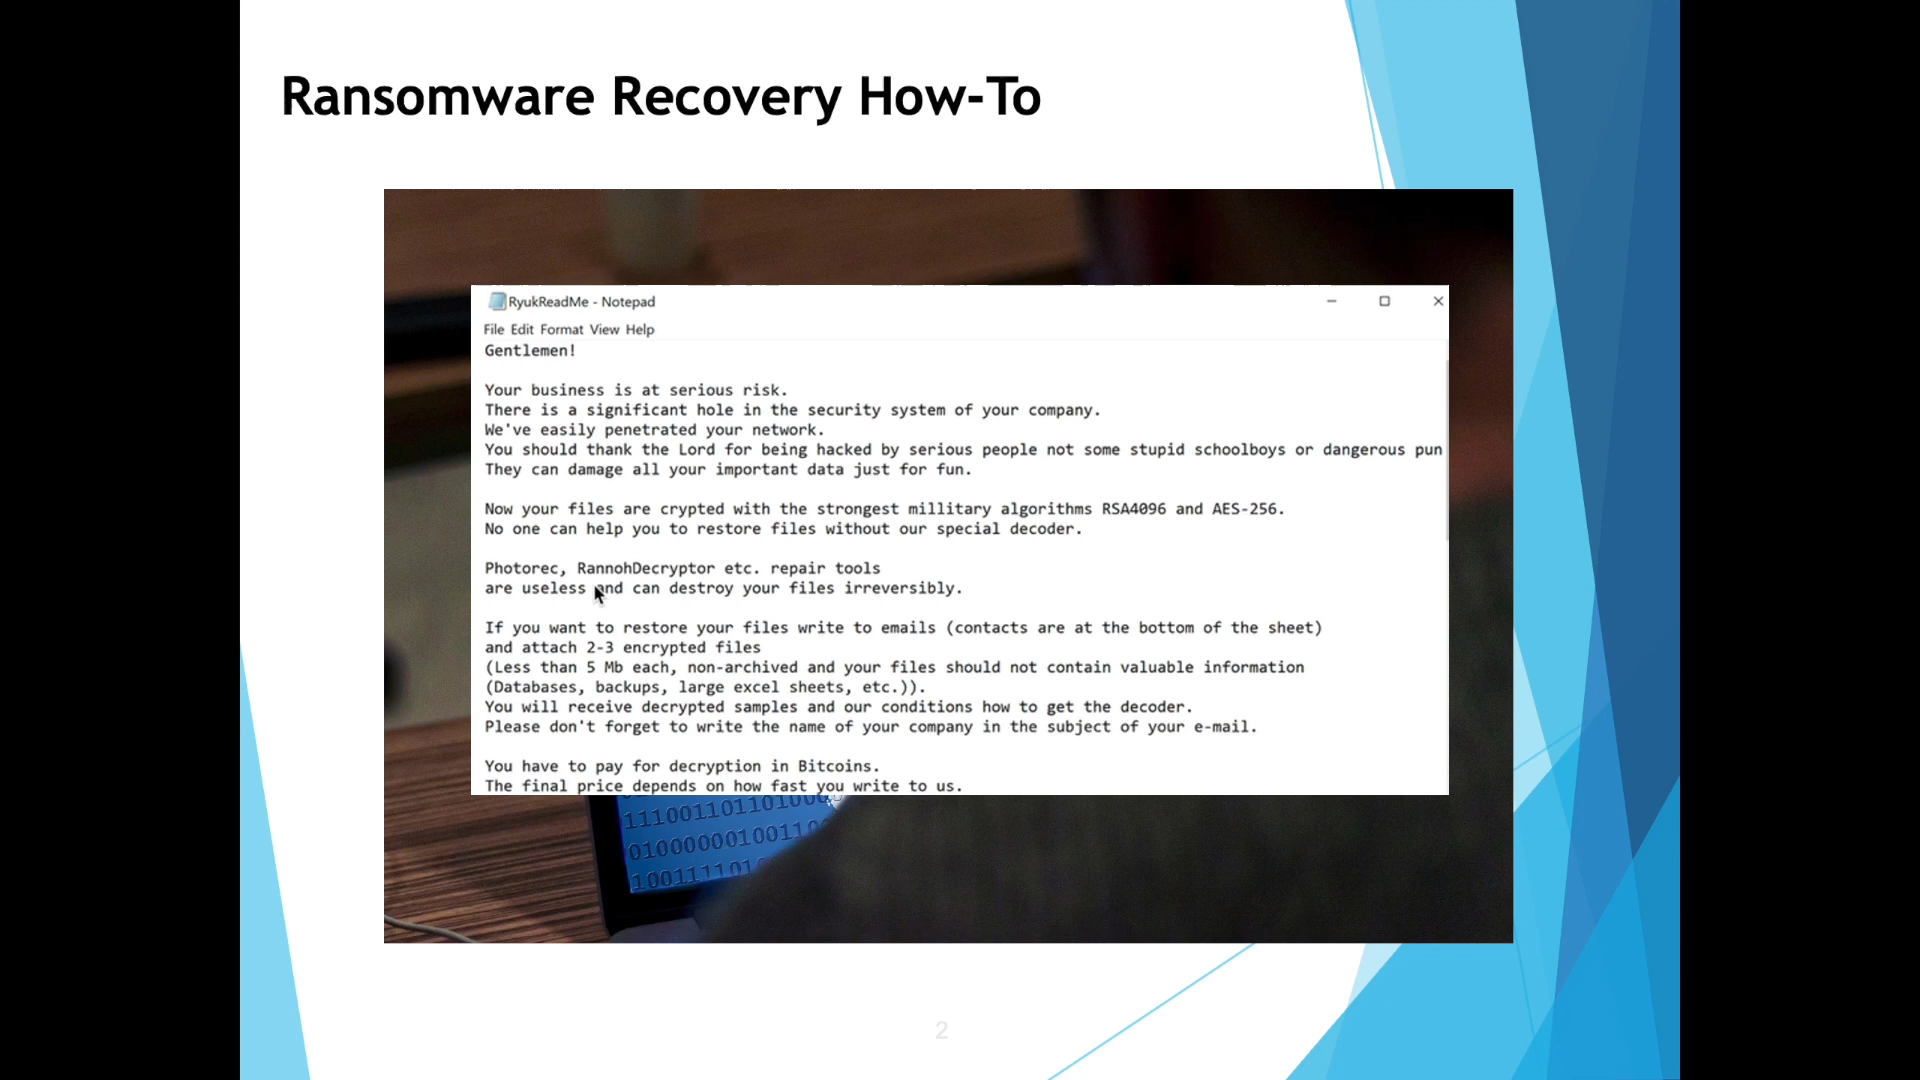 Ransomware Recovery How-To
RyukReadMe - Notepad
File Edit Format View Help
Gentlemen!
Your business is at serious risk.
There is a significant hole in the security system of your company.
We've easily penetrated your network.
You should thank the Lord for being hacked by serious people not some stupid schoolboys or dangerous pun
They can damage all your important data just for fun.
Now your files are crypted with the strongest millitary algorithms RSA4096 and AES-256.
No one can help you to restore files without our special decoder.
Photorec, RannohDecryptor etc. repair tools
are useless and can destroy your files irreversibly.
If you want to restore your files write to emails (contacts are at the bottom of the sheet)
and attach 2-3 encrypted files
(Less than 5 Mb each, non-archived and your files should not contain valuable information
(Databases, backups, large excel sheets, etc.)).
You will receive decrypted samples and our conditions how to get the decoder.
Please don't forget to write the name of your company in the subject of your e-mail.
You have to pay for decryption in Bitcoins.
The final price depends on how fast you write to us.
2